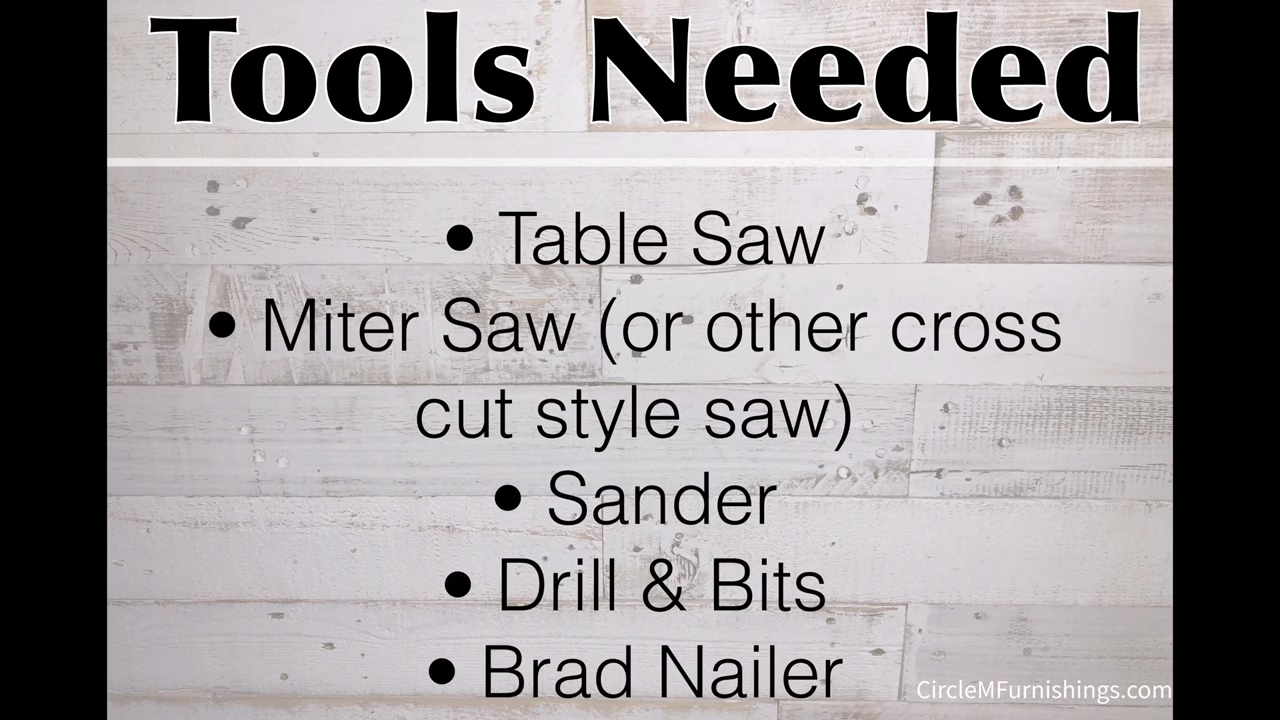 Tools Needed
• Table Saw
• Miter Saw (or other cross
cut style saw)
• Sander
• Drill & Bits
• Brad Nailer
CircleMFurnishings.com